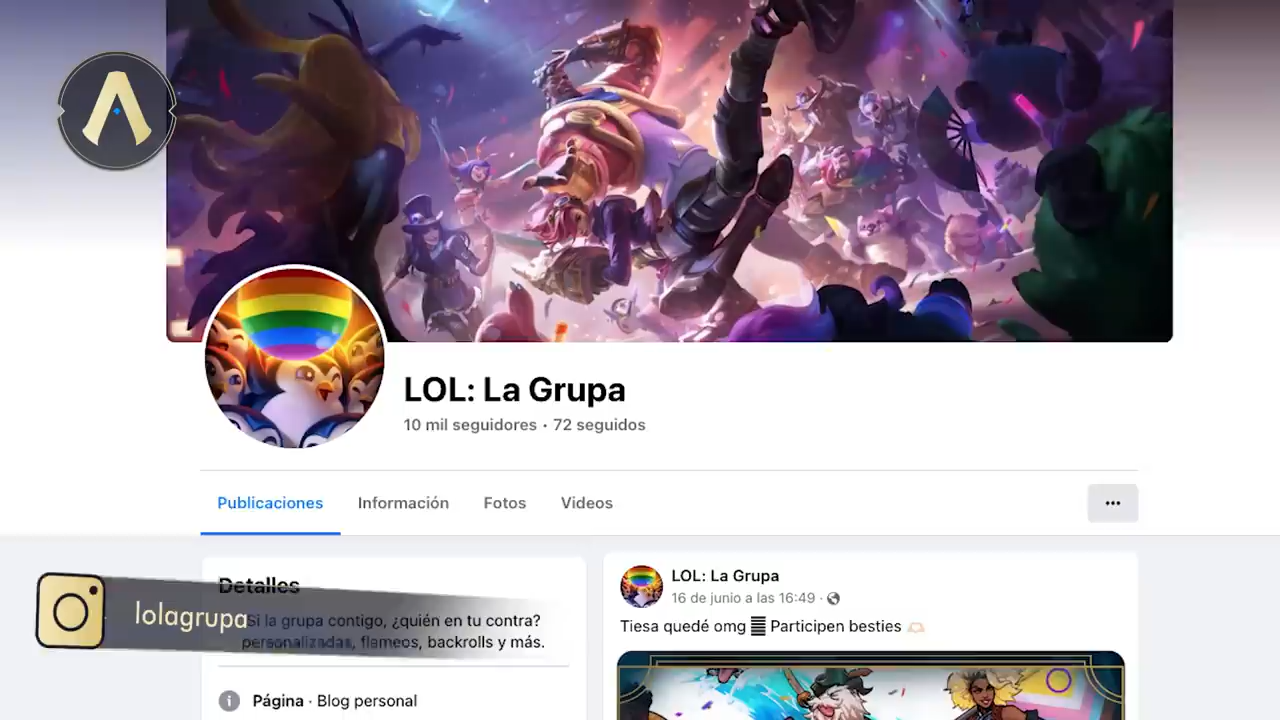 LOL: La Grupa
10 mil seguidores • 72 seguidos
Publicaciones
Información
Fotos
Videos
Detalles
Si la grupa contigo, ¿quién en tu contra?
personalizadas, flameos, backrolls y más.
Página · Blog personal
lolagrupa
LOL: La Grupa
16 de junio a las 16:49 ·
Tiesa quedé omg Participen besties